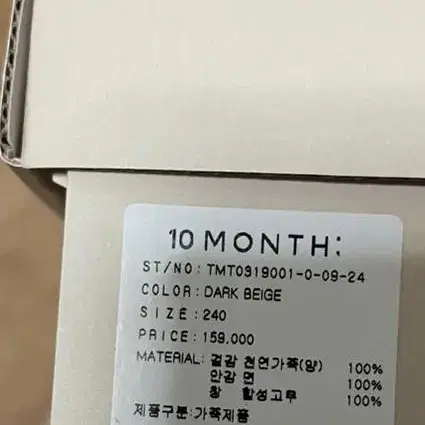 10 MONTH:
ST/NO: TMT0319001-0-09-24
COLOR: DARK BEIGE
SIZE: 240
PRICE: 159,000
MATERIAL: 겉감 천연가죽(양) 100%
안감 면 100%
창 합성고무 100%
제품구분: 가죽제품